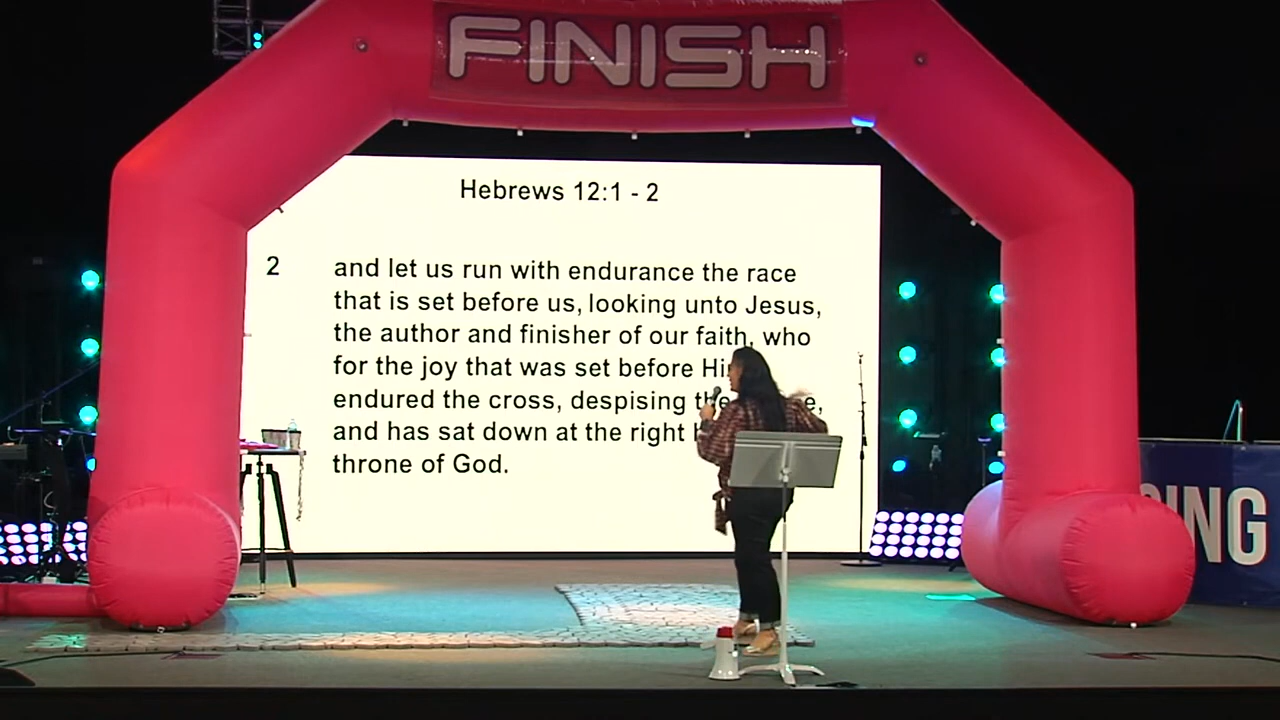 FINISH
Hebrews 12:1 - 2
2 and let us run with endurance the race
that is set before us, looking unto Jesus,
the author and finisher of our faith, who
for the joy that was set before
endured the cross, despising
and has sat down at the right
throne of God.